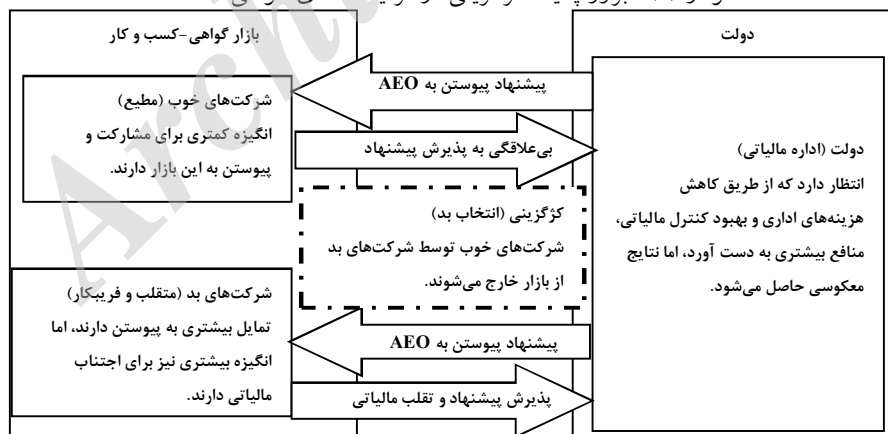 دولت
بازار گواهی-کسب و کار
پیشنهاد پیوستن به AEO
شرکت‌های خوب (مطیع)
انگیزه کمتری برای مشارکت و
پیوستن به این بازار دارند.
بی‌علاقگی به پذیرش پیشنهاد
دولت (اداره مالیاتی)
انتظار دارد که از طریق کاهش
هزینه‌های اداری و بهبود کنترل مالیاتی،
منافع بیشتری به دست آورد، اما نتایج
معکوسی حاصل می‌شود.
کژگزینی (انتخاب بد)
شرکت‌های خوب توسط شرکت‌های بد
از بازار خارج می‌شوند.
شرکت‌های بد (متقلب و فریبکار)
تمایل بیشتری به پیوستن دارند، اما
انگیزه بیشتری نیز برای اجتناب
مالیاتی دارند.
پیشنهاد پیوستن به AEO
پذیرش پیشنهاد و تقلب مالیاتی